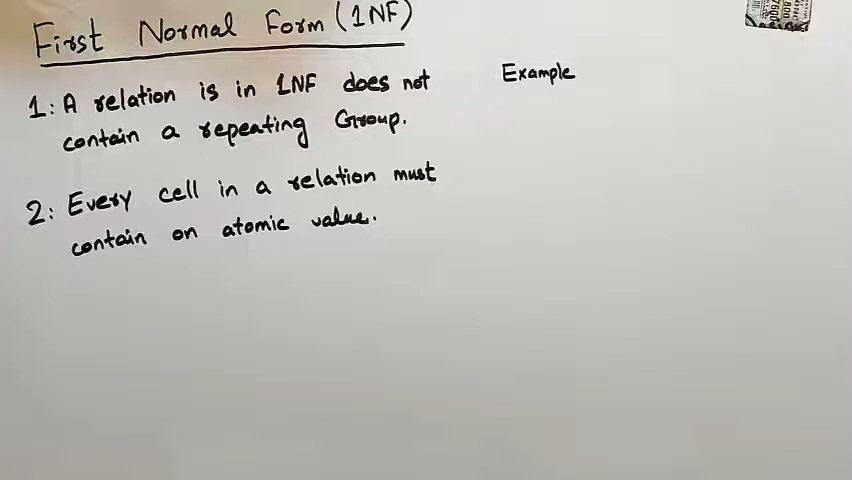 First Normal Form (1NF)
1: A relation is in 1NF does not
contain a repeating Group.
2: Every cell in a relation must
contain on atomic value.
Example